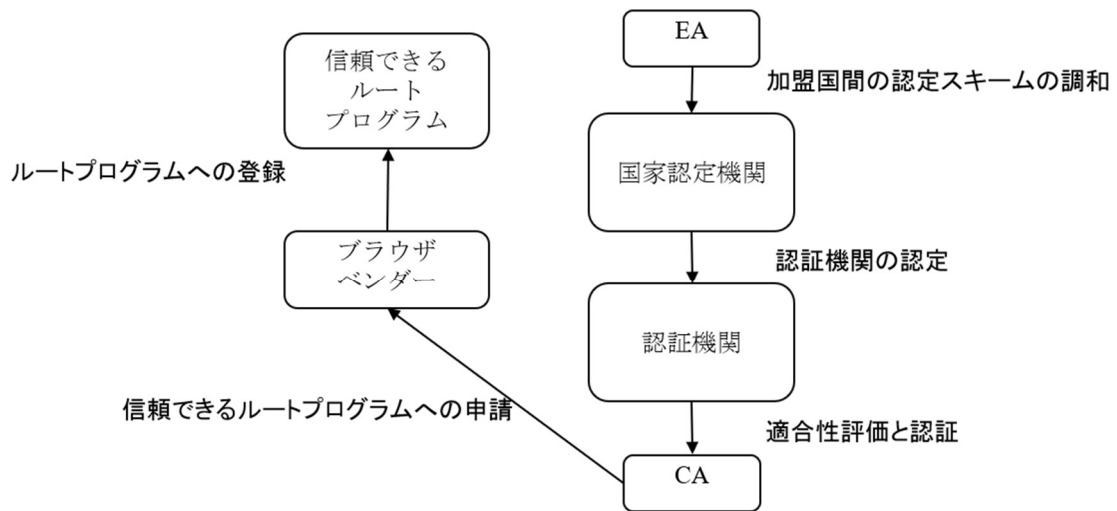 EA
加盟国間の認定スキームの調和
信頼できる
ルート
プログラム
国家認定機関
ルートプログラムへの登録
ブラウザ
ベンダー
認証機関の認定
認証機関
信頼できるルートプログラムへの申請
適合性評価と認証
CA